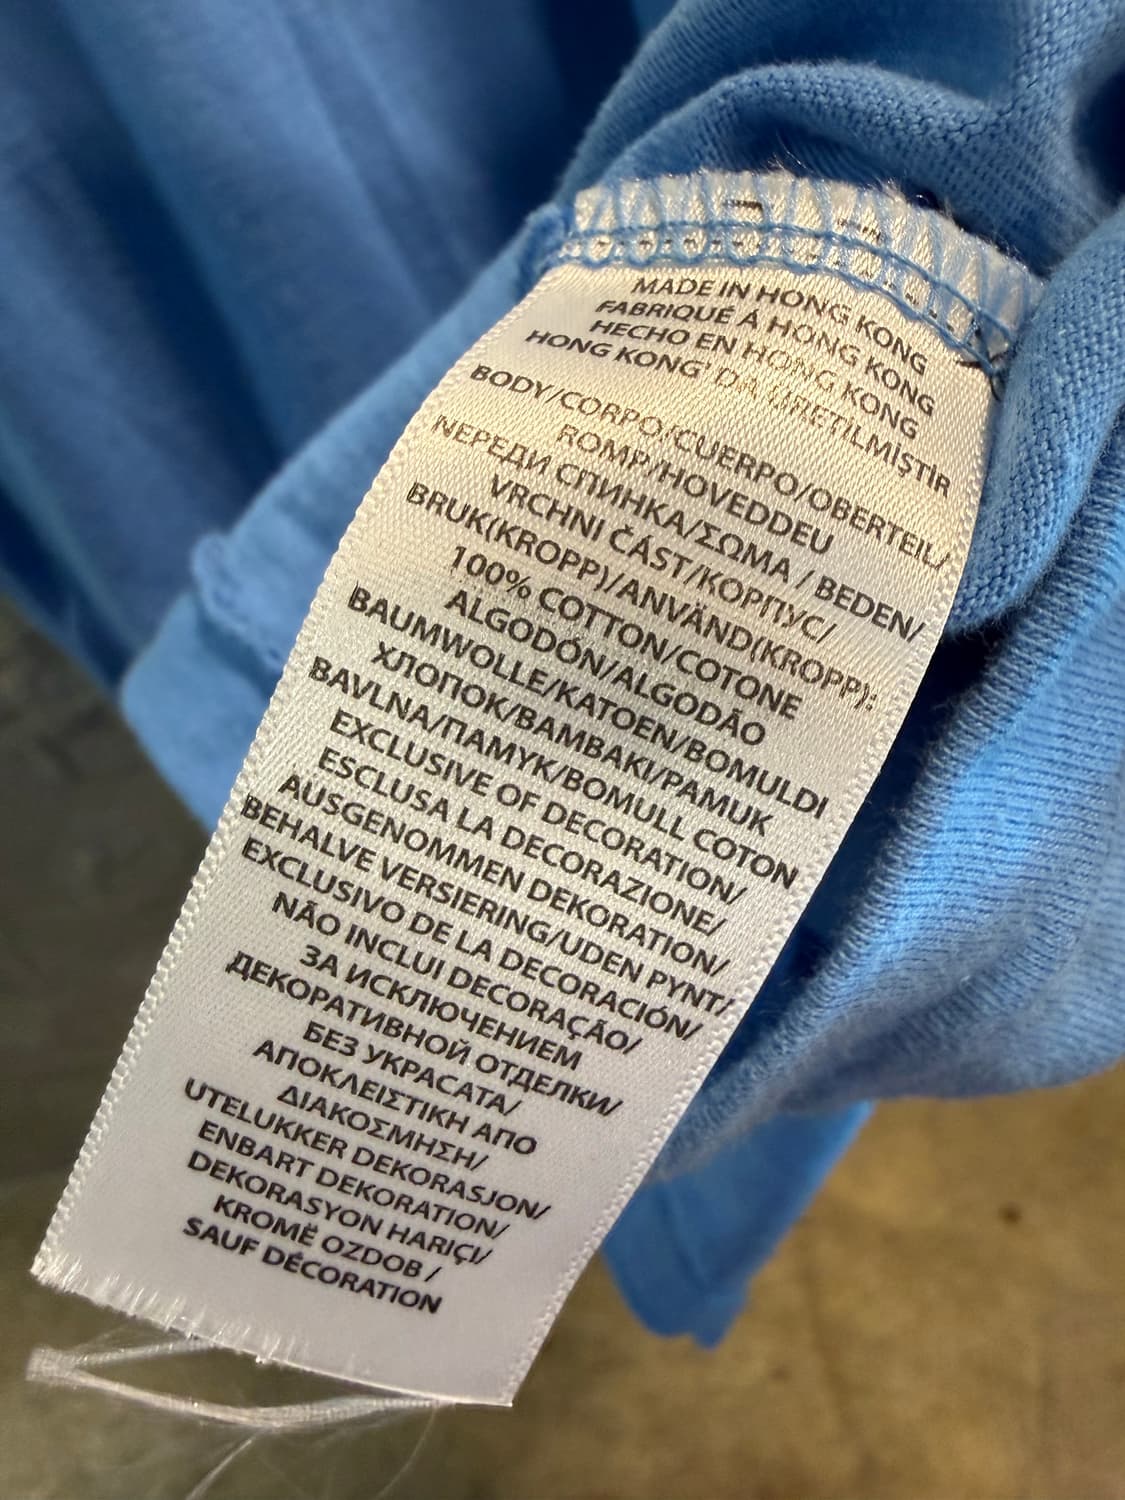 MADE IN HONG KONG
FABRIQUÉ À HONG KONG
HECHO EN HONG KONG
HONG KONG' DA ÜRETILMIŞTIR
BODY/CORPO/CUERPO/OBERTEIL/
ROMP/HOVEDDEU
ΝΕΡΕДИ СПИНКА/ΣΩΜΑ / BEDEN/
VRCHNI ČÁST/КОРПУС/
BRUK(KROPP)/ANVÄND(KROPP):
100% COTTON/COTONE
ALGODÓN/ALGODÃO
BAUMWOLLE/KATOEN/BOMULDI
ХЛОПОК/BAMBAKI/PAMUK
BAVLNA/ПАМУК/BOMULL COTON
EXCLUSIVE OF DECORATION/
ESCLUSA LA DECORAZIONE/
AUSGENOMMEN DEKORATION/
BEHALVE VERSIERING/UDEN PYNT/
EXCLUSIVO DE LA DECORACIÓN/
NÃO INCLUI DECORAÇÃO/
ЗА ИСКЛЮЧЕНИЕМ
ДЕКОРАТИВНОЙ ОТДЕЛКИ/
БЕЗ УКРАСАТА/
ΑΠΟΚΛΕΙΣΤΙΚΗ ΑΠΟ
ΔΙΑΚΟΣΜΗΣΗ/
UTELUKKER DEKORASJON/
ENBART DEKORATION/
DEKORASYON HARIÇI/
KROMĚ OZDOB /
SAUF DÉCORATION